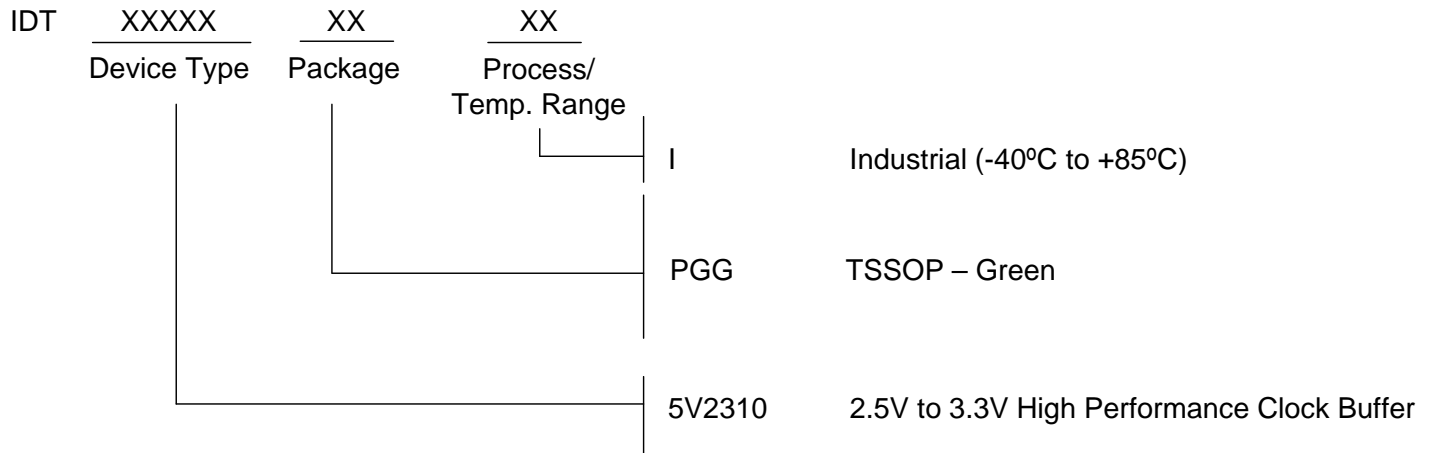 IDT XXXXX XX XX
Device Type Package Process/
Temp. Range
I Industrial (-40ºC to +85ºC)
PGG TSSOP – Green
5V2310 2.5V to 3.3V High Performance Clock Buffer